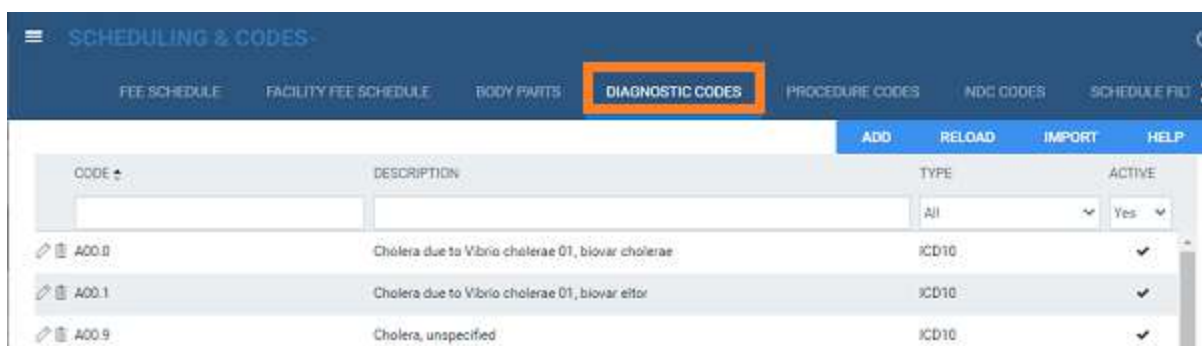 SCHEDULING & CODES-
FEE SCHEDULE FACILITY FEE SCHEDULE BODY PARTS DIAGNOSTIC CODES PROCEDURE CODES NDC CODES SCHEDULE FILT
ADD RELOAD IMPORT HELP
CODE DESCRIPTION TYPE ACTIVE
All Yes
A00.0 Cholera due to Vibrio cholerae 01, biovar cholerae ICD10
A00.1 Cholera due to Vibrio cholerae 01, biovar eltor ICD10
A00.9 Cholera, unspecified ICD10